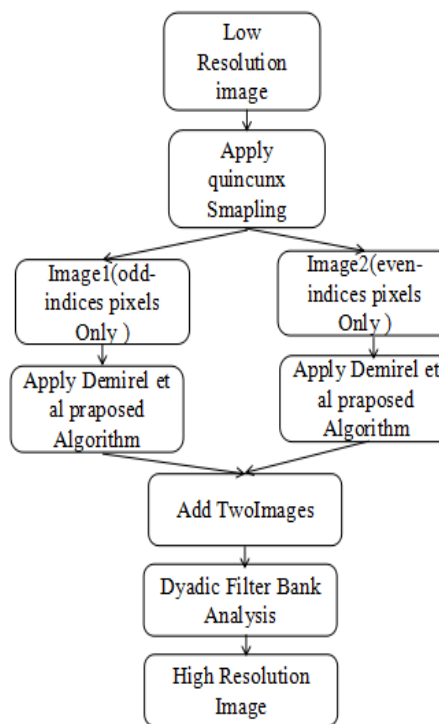 Low
Resolution
image
Apply
quincunx
Smapling
Image1(odd-
indices pixels
Only )
Image2(even-
indices pixels
Only )
Apply Demirel et
al praposed
Algorithm
Apply Demirel et
al praposed
Algorithm
Add TwoImages
Dyadic Filter Bank
Analysis
High Resolution
Image